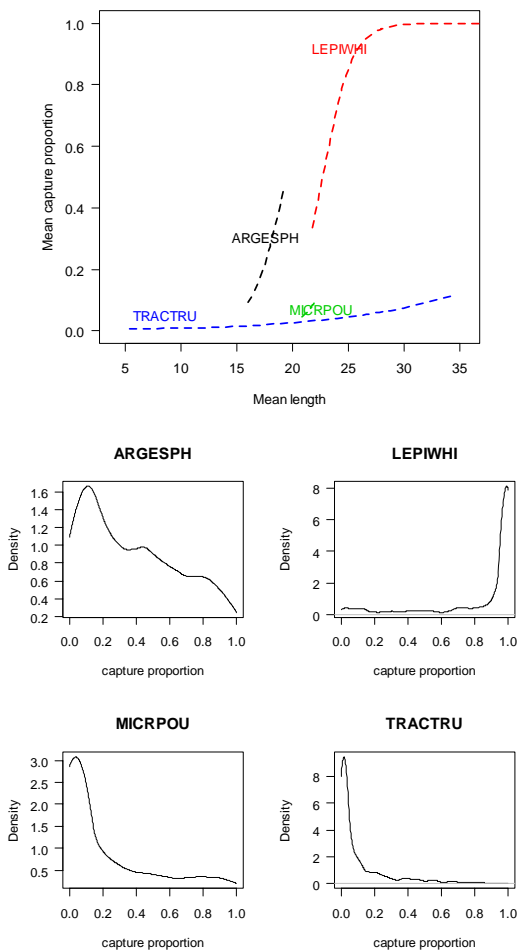 1.0
0.8
0.6
0.4
0.2
0.0
Mean capture proportion
LEPIWHI
ARGESPH
MICRPOU
TRACTRU
5 10 15 20 25 30 35
Mean length
ARGESPH
1.6
1.4
1.2
1.0
0.8
0.6
0.4
0.2
Density
0.0 0.2 0.4 0.6 0.8 1.0
capture proportion
LEPIWHI
8
6
4
2
0
Density
0.0 0.2 0.4 0.6 0.8 1.0
capture proportion
MICRPOU
3.0
2.5
2.0
1.5
1.0
0.5
Density
0.0 0.2 0.4 0.6 0.8 1.0
capture proportion
TRACTRU
8
6
4
2
0
Density
0.0 0.2 0.4 0.6 0.8 1.0
capture proportion